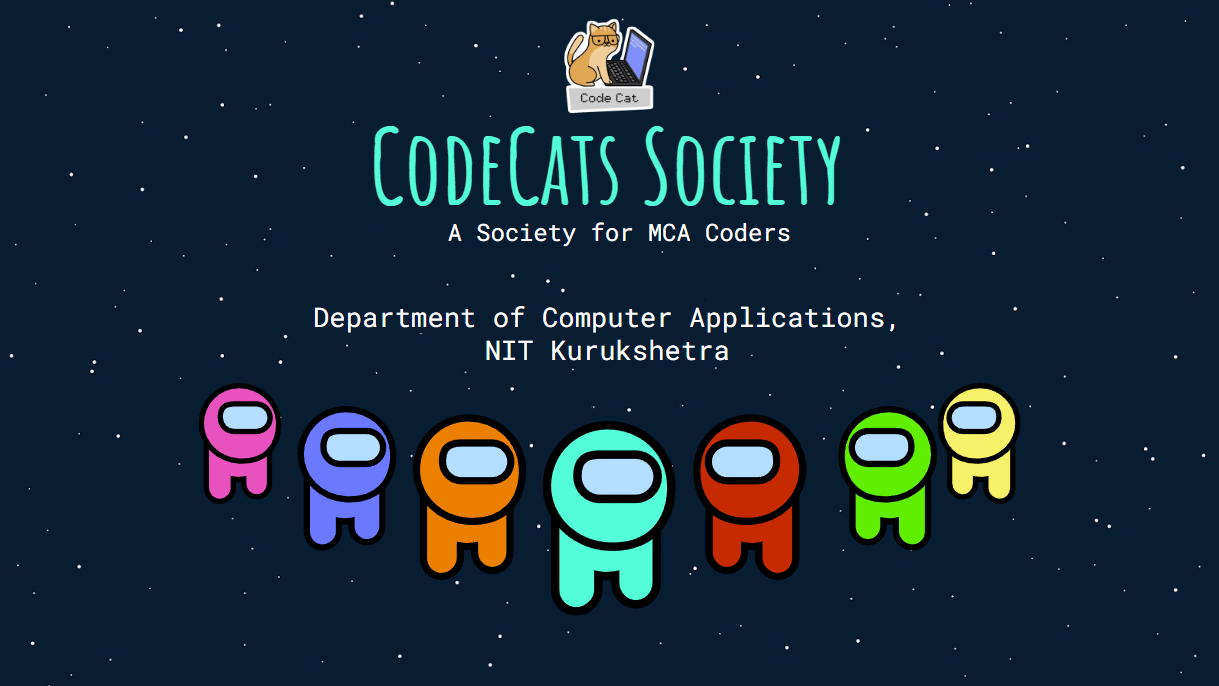 Code Cat
CodeCats Society
A Society for MCA Coders
Department of Computer Applications,
NIT Kurukshetra